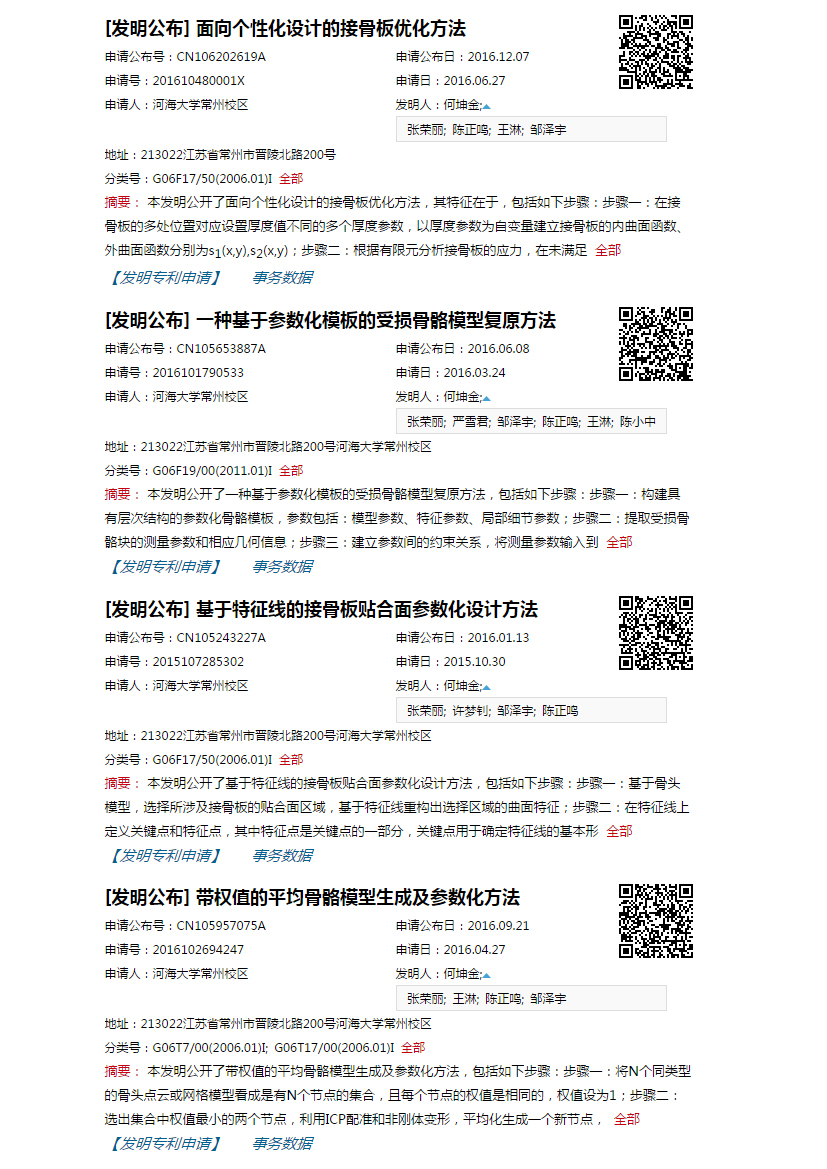 [发明公布] 面向个性化设计的接骨板优化方法
申请公布号：CN106202619A 申请公布日：2016.12.07
申请号：201610480001X 申请日：2016.06.27
申请人：河海大学常州校区 发明人：何坤金;
张荣丽; 陈正鸣; 王淋; 邹泽宇
地址：213022江苏省常州市晋陵北路200号
分类号：G06F17/50(2006.01)I 全部
摘要： 本发明公开了面向个性化设计的接骨板优化方法，其特征在于，包括如下步骤：步骤一：在接
骨板的多处位置对应设置厚度值不同的多个厚度参数，以厚度参数为自变量建立接骨板的内曲面函数、
外曲面函数分别为s1(x,y),s2(x,y)；步骤二：根据有限元分析接骨板的应力，在未满足 全部
【发明专利申请】 事务数据
[发明公布] 一种基于参数化模板的受损骨骼模型复原方法
申请公布号：CN105653887A 申请公布日：2016.06.08
申请号：2016101790533 申请日：2016.03.24
申请人：河海大学常州校区 发明人：何坤金;
张荣丽; 严雪君; 邹泽宇; 陈正鸣; 王淋; 陈小中
地址：213022江苏省常州市晋陵北路200号河海大学常州校区
分类号：G06F19/00(2011.01)I 全部
摘要： 本发明公开了一种基于参数化模板的受损骨骼模型复原方法，包括如下步骤：步骤一：构建具
有层次结构的参数化骨骼模板，参数包括：模型参数、特征参数、局部细节参数；步骤二：提取受损骨
骼块的测量参数和相应几何信息；步骤三：建立参数间的约束关系，将测量参数输入到 全部
【发明专利申请】 事务数据
[发明公布] 基于特征线的接骨板贴合面参数化设计方法
申请公布号：CN105243227A 申请公布日：2016.01.13
申请号：2015107285302 申请日：2015.10.30
申请人：河海大学常州校区 发明人：何坤金;
张荣丽; 许梦钊; 邹泽宇; 陈正鸣
地址：213022江苏省常州市晋陵北路200号河海大学常州校区
分类号：G06F17/50(2006.01)I 全部
摘要： 本发明公开了基于特征线的接骨板贴合面参数化设计方法，包括如下步骤：步骤一：基于骨头
模型，选择所涉及接骨板的贴合面区域，基于特征线重构出选择区域的曲面特征；步骤二：在特征线上
定义关键点和特征点，其中特征点是关键点的一部分，关键点用于确定特征线的基本形 全部
【发明专利申请】 事务数据
[发明公布] 带权值的平均骨骼模型生成及参数化方法
申请公布号：CN105957075A 申请公布日：2016.09.21
申请号：2016102694247 申请日：2016.04.27
申请人：河海大学常州校区 发明人：何坤金;
张荣丽; 王淋; 陈正鸣; 邹泽宇
地址：213022江苏省常州市晋陵北路200号河海大学常州校区
分类号：G06T7/00(2006.01)I; G06T17/00(2006.01)I 全部
摘要： 本发明公开了带权值的平均骨骼模型生成及参数化方法，包括如下步骤：步骤一：将N个同类型
的骨头点云或网格模型看成是有N个节点的集合，且每个节点的权值是相同的，权值设为1；步骤二：
选出集合中权值最小的两个节点，利用ICP配准和非刚体变形，平均化生成一个新节点， 全部
【发明专利申请】 事务数据